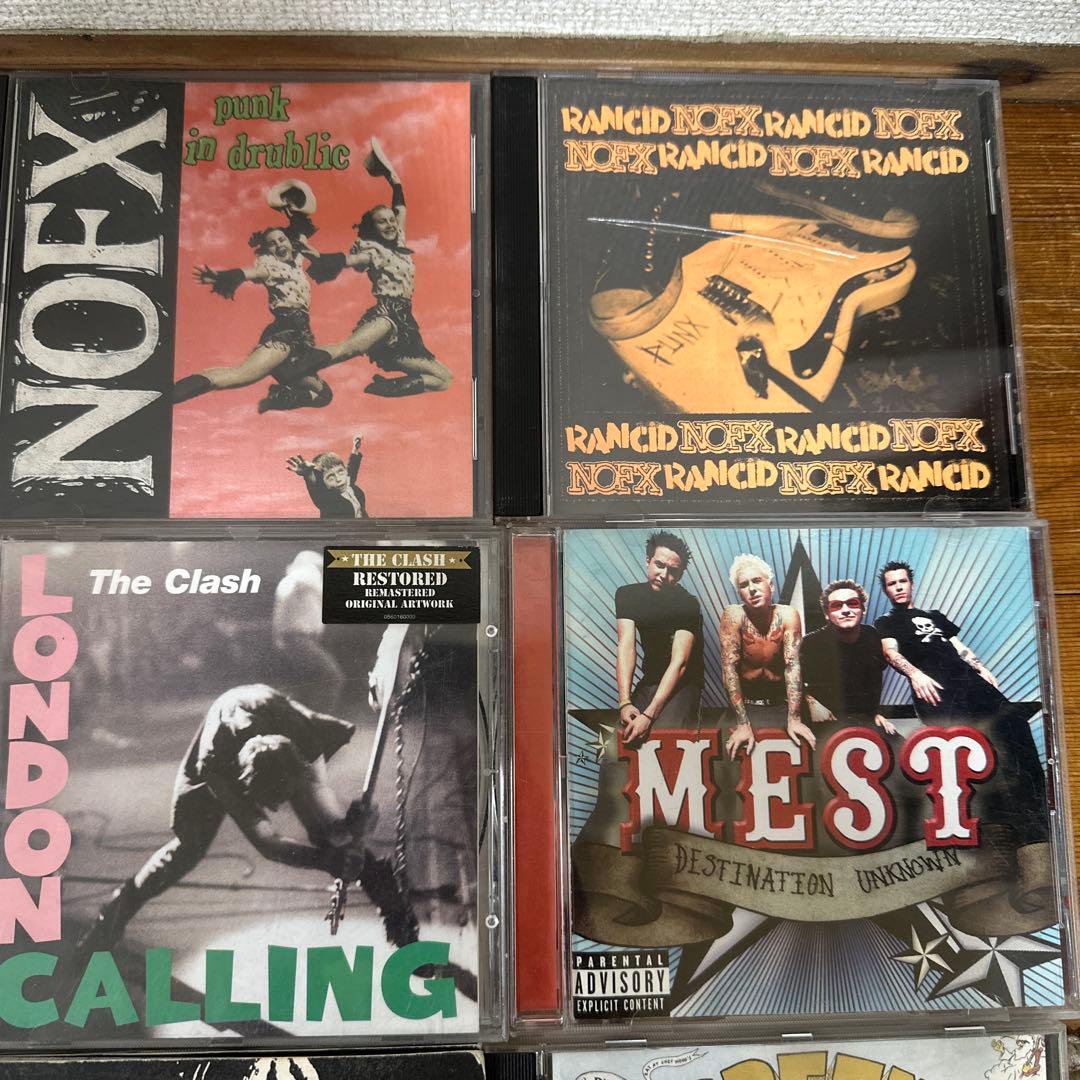 NOFX
punk
in drublic
RANCID NOFX RANCID NOFX
NOFX RANCID NOFX RANCID
PUNX
RANCID NOFX RANCID NOFX
NOFX RANCID NOFX RANCID
LONDON
The Clash
THE CLASH
RESTORED
REMASTERED
ORIGINAL ARTWORK
CALLING
MEST
DESTINATION UNKNOWN
PARENTAL
ADVISORY
EXPLICIT CONTENT